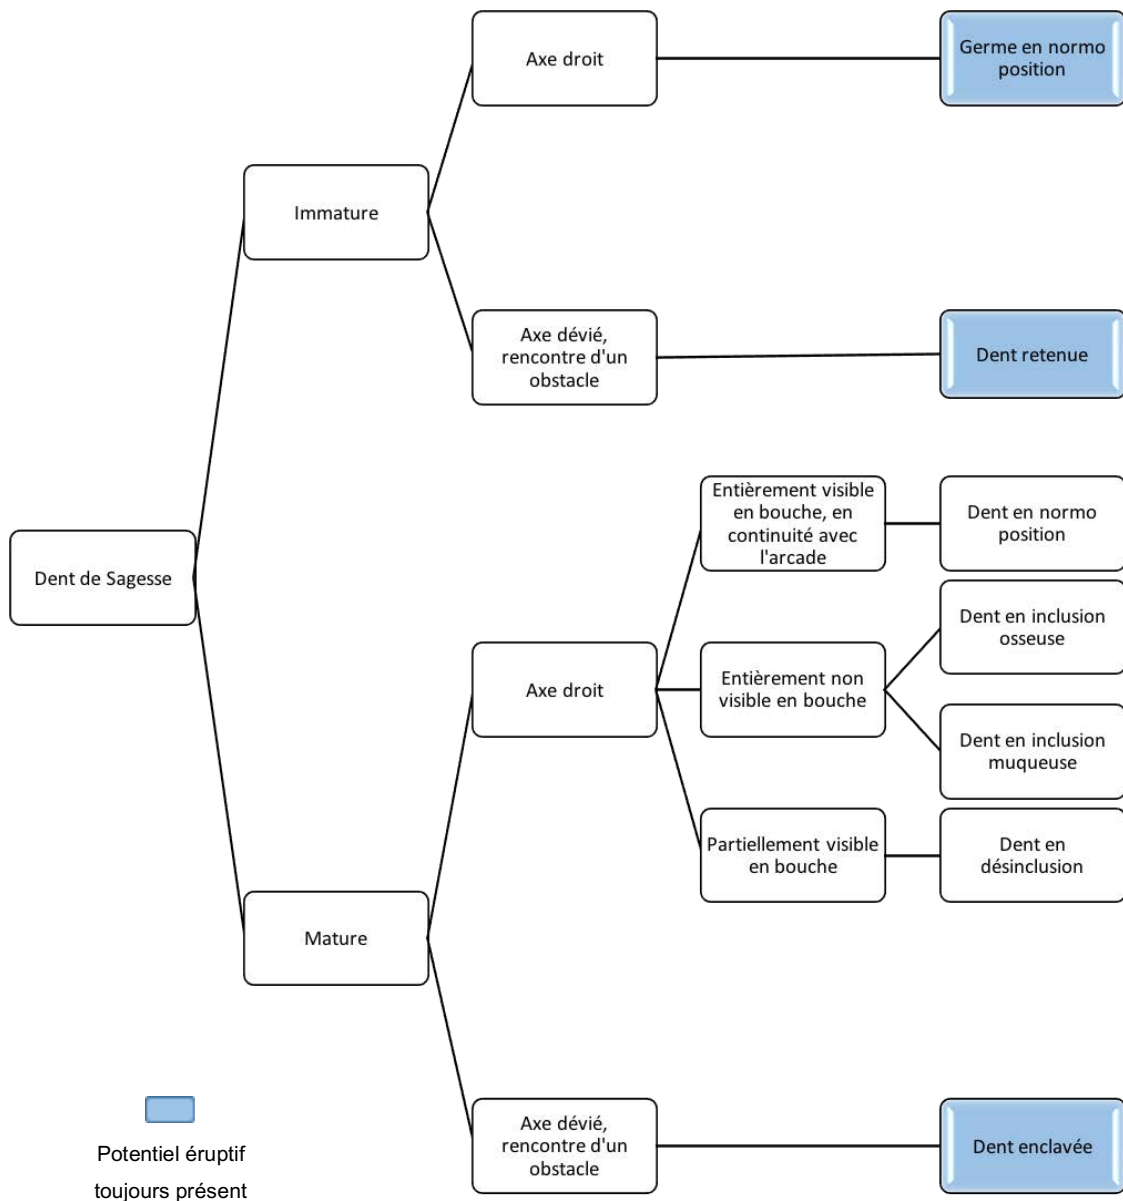 Axe droit
Germe en normo
position
Immature
Axe dévié,
rencontre d'un
obstacle
Dent retenue
Dent de Sagesse
Entièrement visible
en bouche, en
continuité avec
l'arcade
Dent en normo
position
Axe droit
Entièrement non
visible en bouche
Dent en inclusion
osseuse
Dent en inclusion
muqueuse
Partiellement visible
en bouche
Dent en
désinclusion
Mature
Axe dévié,
rencontre d'un
obstacle
Dent enclavée
Potentiel éruptif
toujours présent